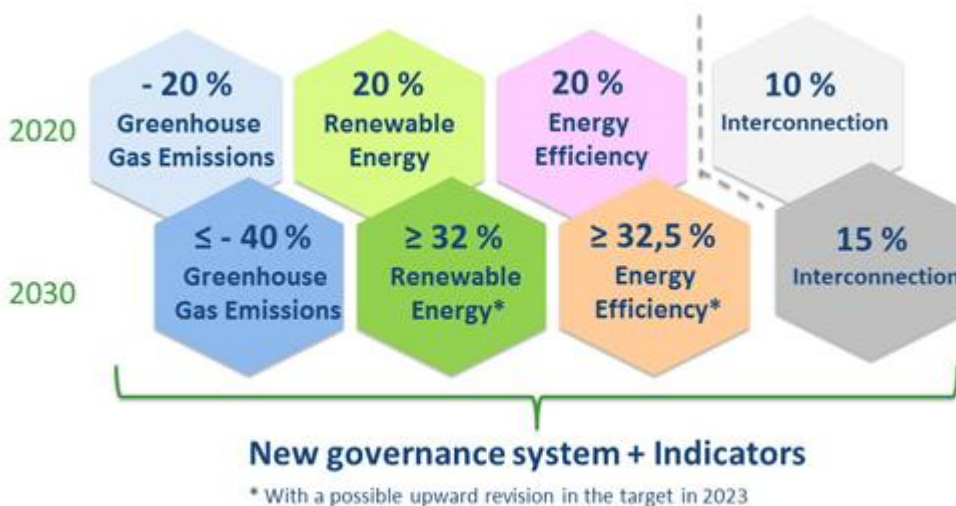 2020
- 20 %
Greenhouse
Gas Emissions
20 %
Renewable
Energy
20 %
Energy
Efficiency
10 %
Interconnection
2030
≤ - 40 %
Greenhouse
Gas Emissions
≥ 32 %
Renewable
Energy*
≥ 32,5 %
Energy
Efficiency*
15 %
Interconnection
New governance system + Indicators
* With a possible upward revision in the target in 2023